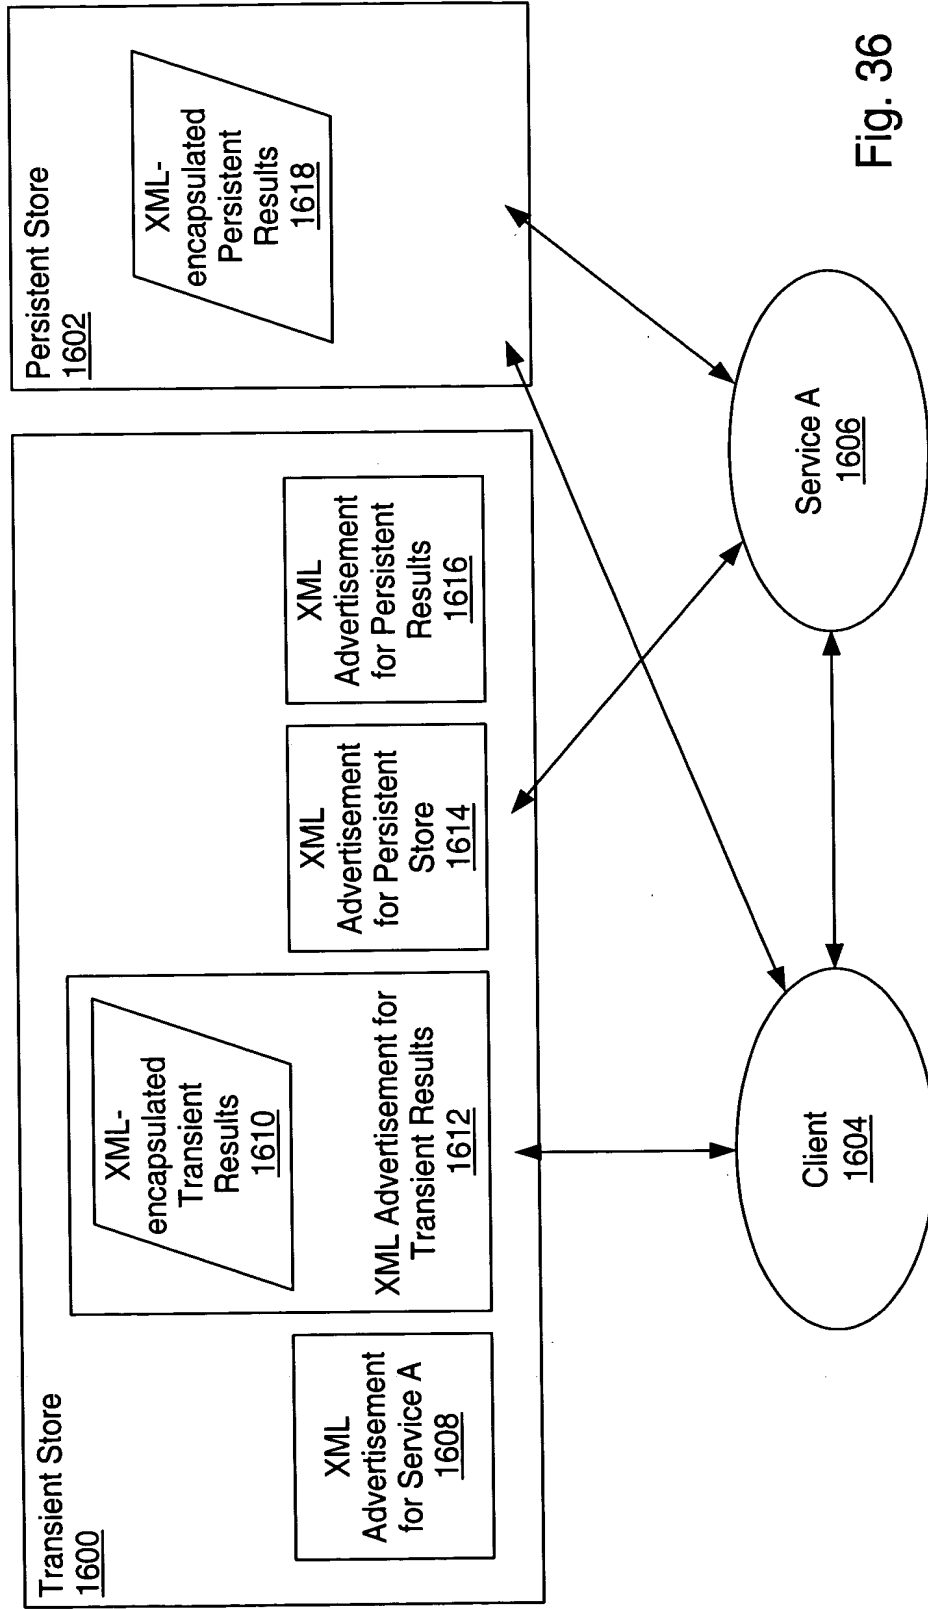 Transient Store
1600
XML
Advertisement
for Service A
1608
XML-
encapsulated
Transient
Results
1610
XML Advertisement for
Transient Results
1612
XML
Advertisement
for Persistent
Store
1614
XML
Advertisement
for Persistent
Results
1616
Persistent Store
1602
XML-
encapsulated
Persistent
Results
1618
Client
1604
Service A
1606
Fig. 36